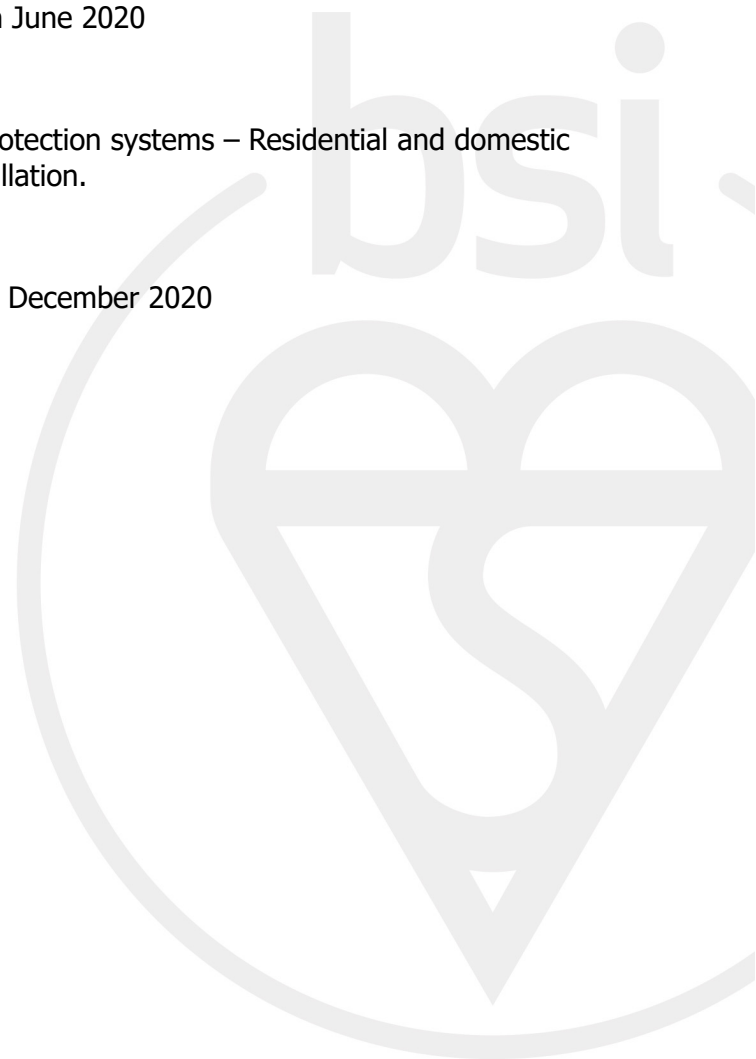 June 2020
bsi
otection systems – Residential and domestic
llation.
December 2020